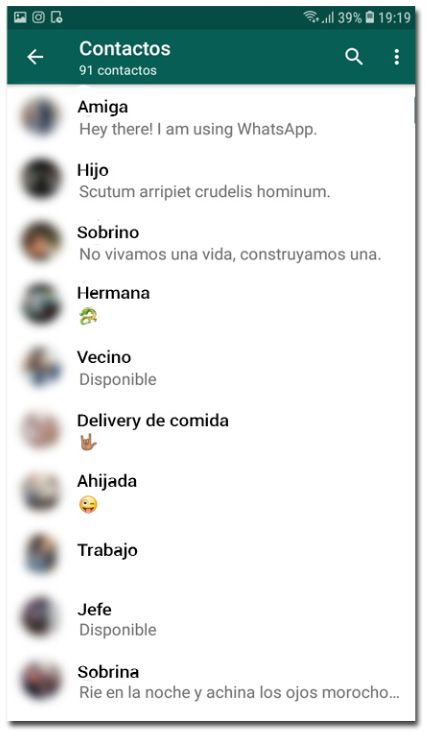 39% 19:19
Contactos
91 contactos
Amiga
Hey there! I am using WhatsApp.
Hijo
Scutum arripiet crudelis hominum.
Sobrino
No vivamos una vida, construyamos una.
Hermana
🐉
Vecino
Disponible
Delivery de comida
🤟🏽
Ahijada
😜
Trabajo
Jefe
Disponible
Sobrina
Rie en la noche y achina los ojos morocho...